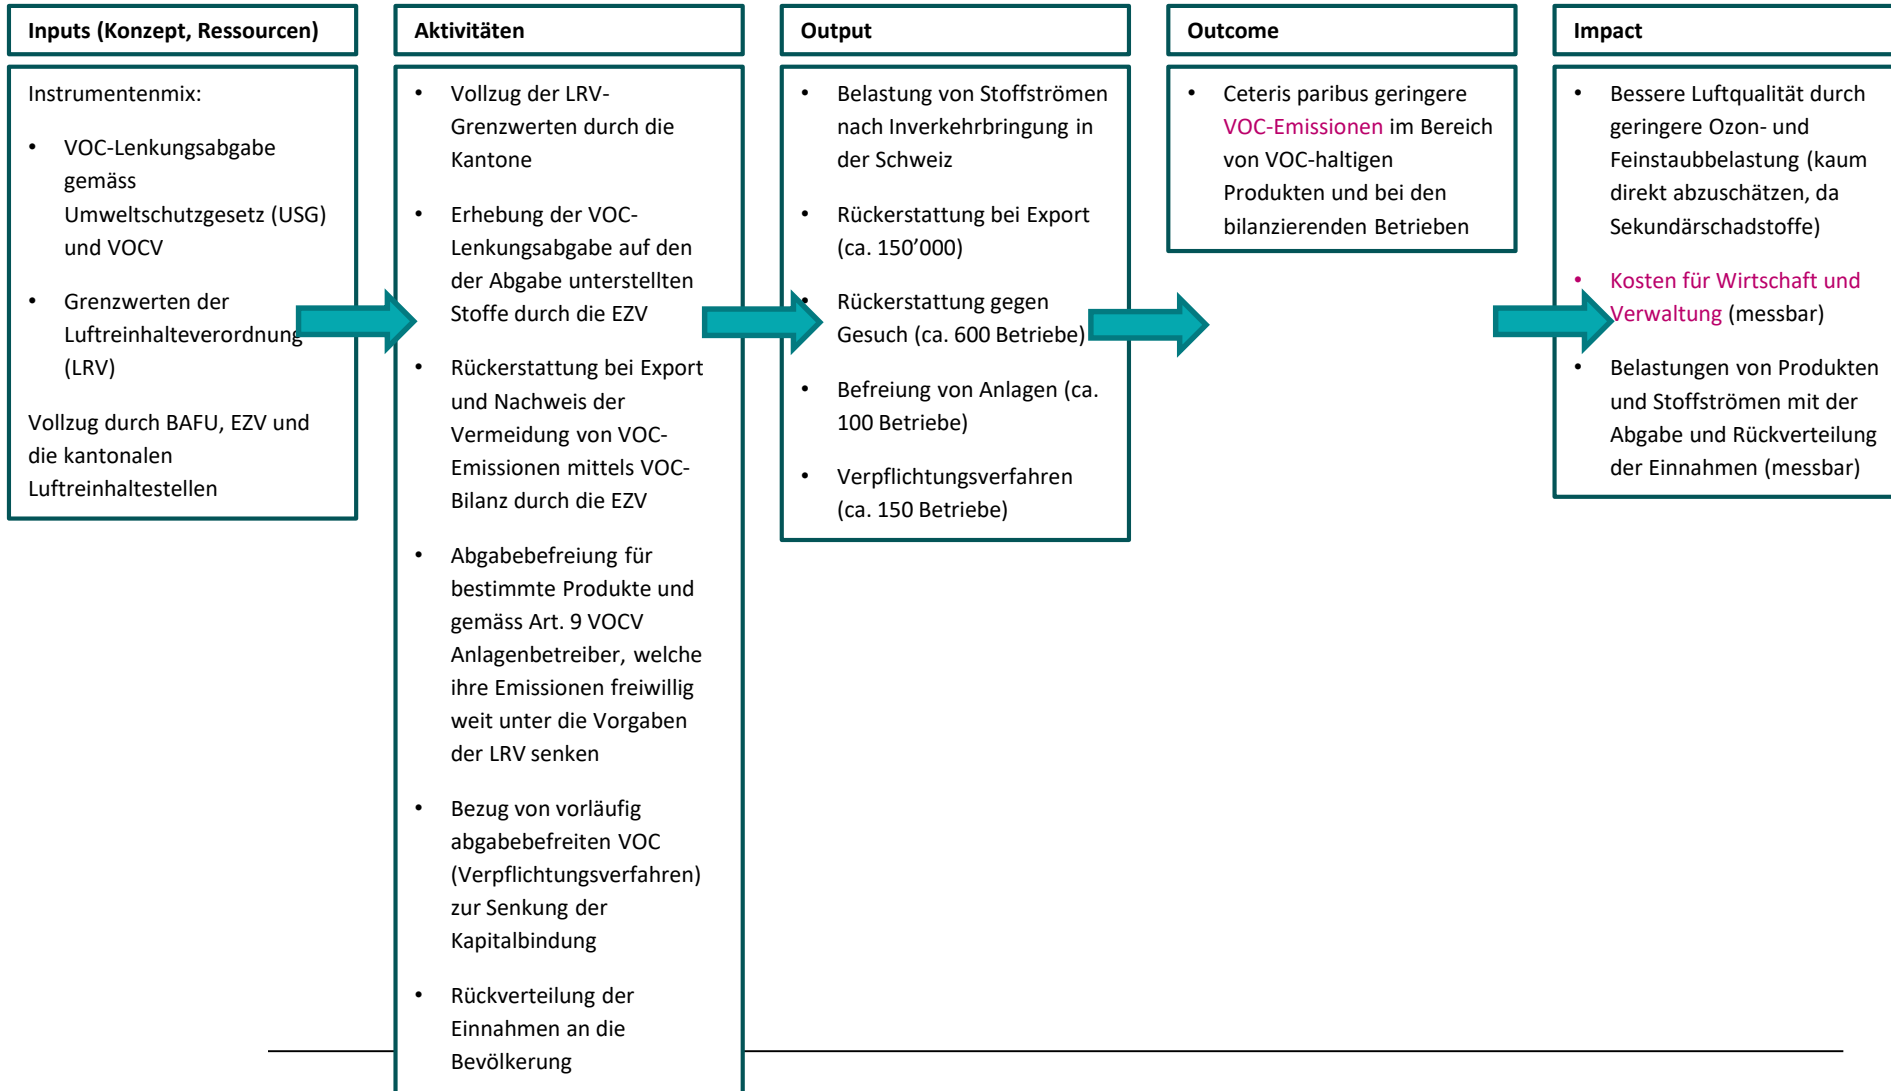 Inputs (Konzept, Ressourcen)
Instrumentenmix:
• VOC-Lenkungsabgabe
gemäss
Umweltschutzgesetz (USG)
und VOCV
• Grenzwerten der
Luftreinhalteverordnung
(LRV)
Vollzug durch BAFU, EZV und
die kantonalen
Luftreinhaltestellen
Aktivitäten
• Vollzug der LRV-
Grenzwerten durch die
Kantone
• Erhebung der VOC-
Lenkungsabgabe auf den
der Abgabe unterstellten
Stoffe durch die EZV
• Rückerstattung bei Export
und Nachweis der
Vermeidung von VOC-
Emissionen mittels VOC-
Bilanz durch die EZV
• Abgabebefreiung für
bestimmte Produkte und
gemäss Art. 9 VOCV
Anlagenbetreiber, welche
ihre Emissionen freiwillig
weit unter die Vorgaben
der LRV senken
• Bezug von vorläufig
abgabebefreiten VOC
(Verpflichtungsverfahren)
zur Senkung der
Kapitalbindung
• Rückverteilung der
Einnahmen an die
Bevölkerung
Output
• Belastung von Stoffströmen
nach Inverkehrbringung in
der Schweiz
• Rückerstattung bei Export
(ca. 150’000)
• Rückerstattung gegen
Gesuch (ca. 600 Betriebe)
• Befreiung von Anlagen (ca.
100 Betriebe)
• Verpflichtungsverfahren
(ca. 150 Betriebe)
Outcome
• Ceteris paribus geringere
VOC-Emissionen im Bereich
von VOC-haltigen
Produkten und bei den
bilanzierenden Betrieben
Impact
• Bessere Luftqualität durch
geringere Ozon- und
Feinstaubbelastung (kaum
direkt abzuschätzen, da
Sekundärschadstoffe)
• Kosten für Wirtschaft und
Verwaltung (messbar)
• Belastungen von Produkten
und Stoffströmen mit der
Abgabe und Rückverteilung
der Einnahmen (messbar)